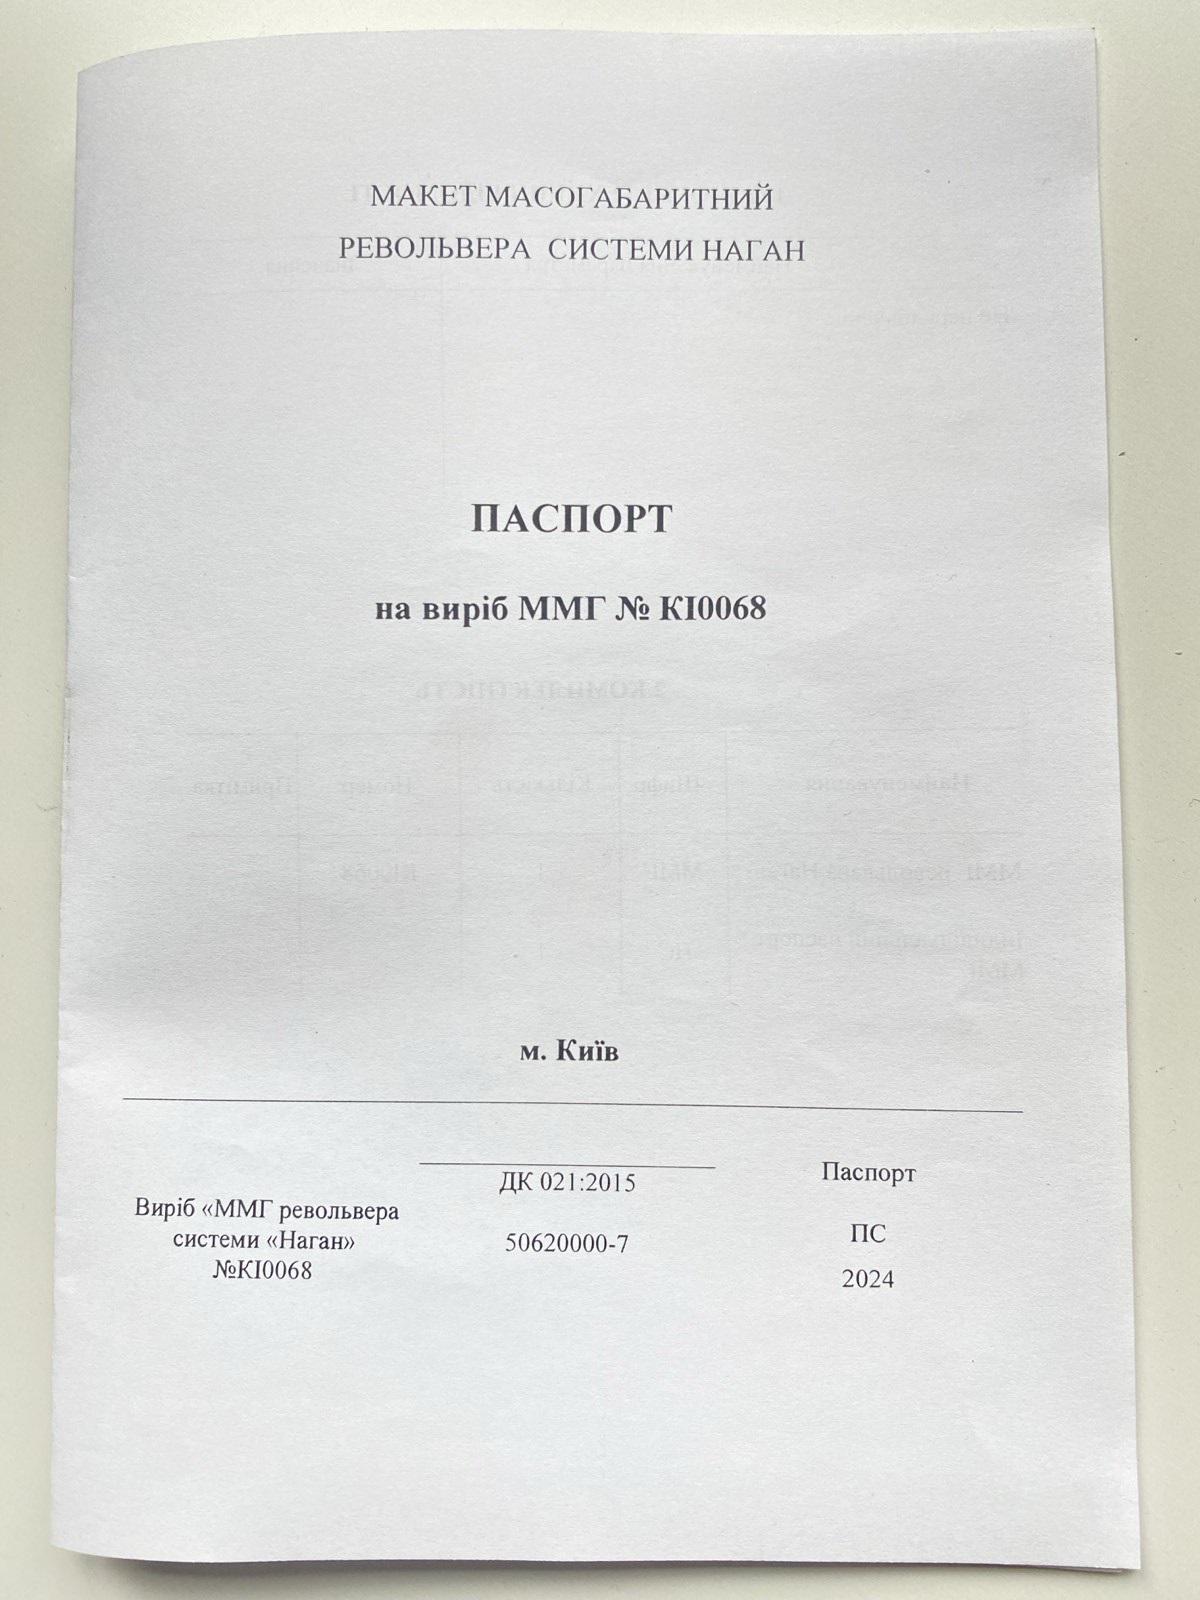 МАКЕТ МАСОГАБАРИТНИЙ
РЕВОЛЬВЕРА СИСТЕМИ НАГАН
ПАСПОРТ
на виріб ММГ № КІ0068
м. Київ
Виріб «ММГ револьвера
системи «Наган»
№КІ0068
ДК 021:2015
50620000-7
Паспорт
ПС
2024